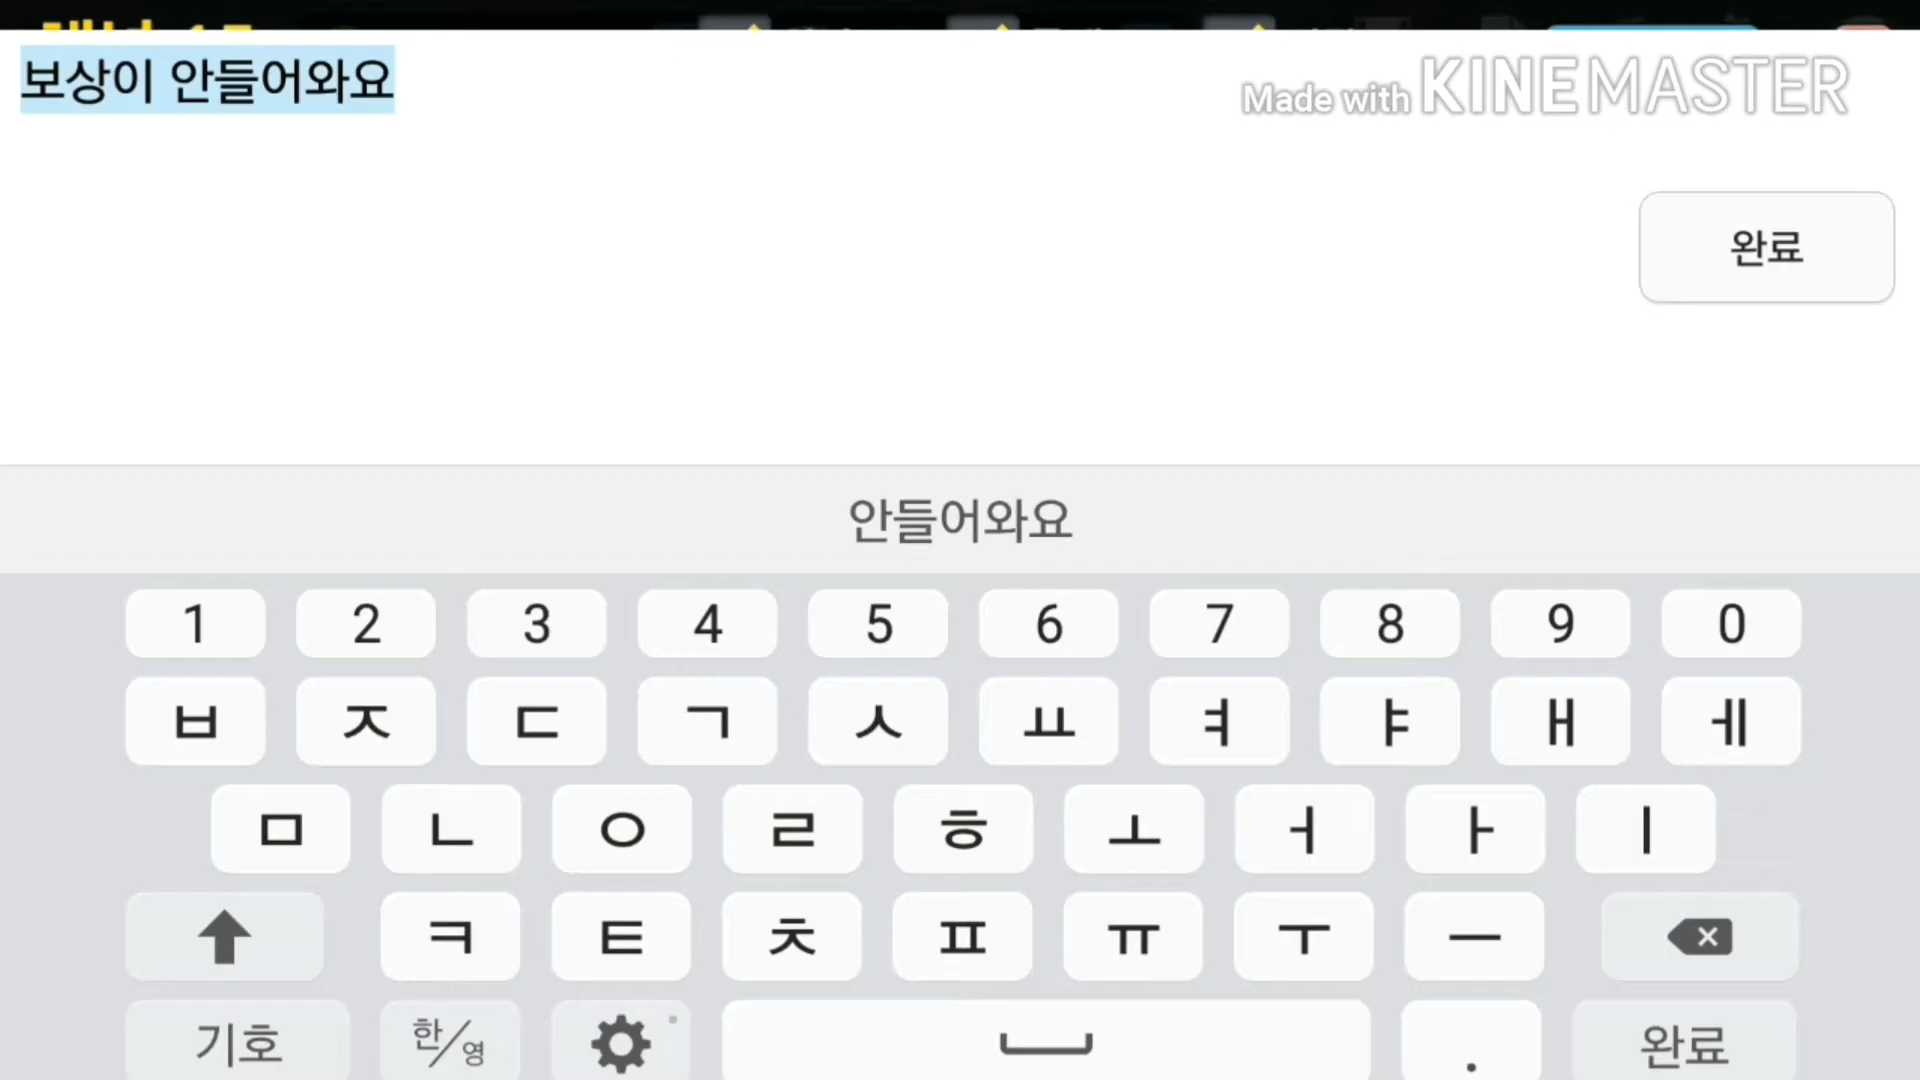 보상이 안들어와요
Made with KINEMASTER
완료
안들어와요
1 2 3 4 5 6 7 8 9 0
ㅂ ㅈ ㄷ ㄱ ㅅ ㅛ ㅕ ㅑ ㅐ ㅔ
ㅁ ㄴ ㅇ ㄹ ㅎ ㅗ ㅓ ㅏ ㅣ
ㅋ ㅌ ㅊ ㅍ ㅠ ㅜ ㅡ
기호 한/영 . 완료